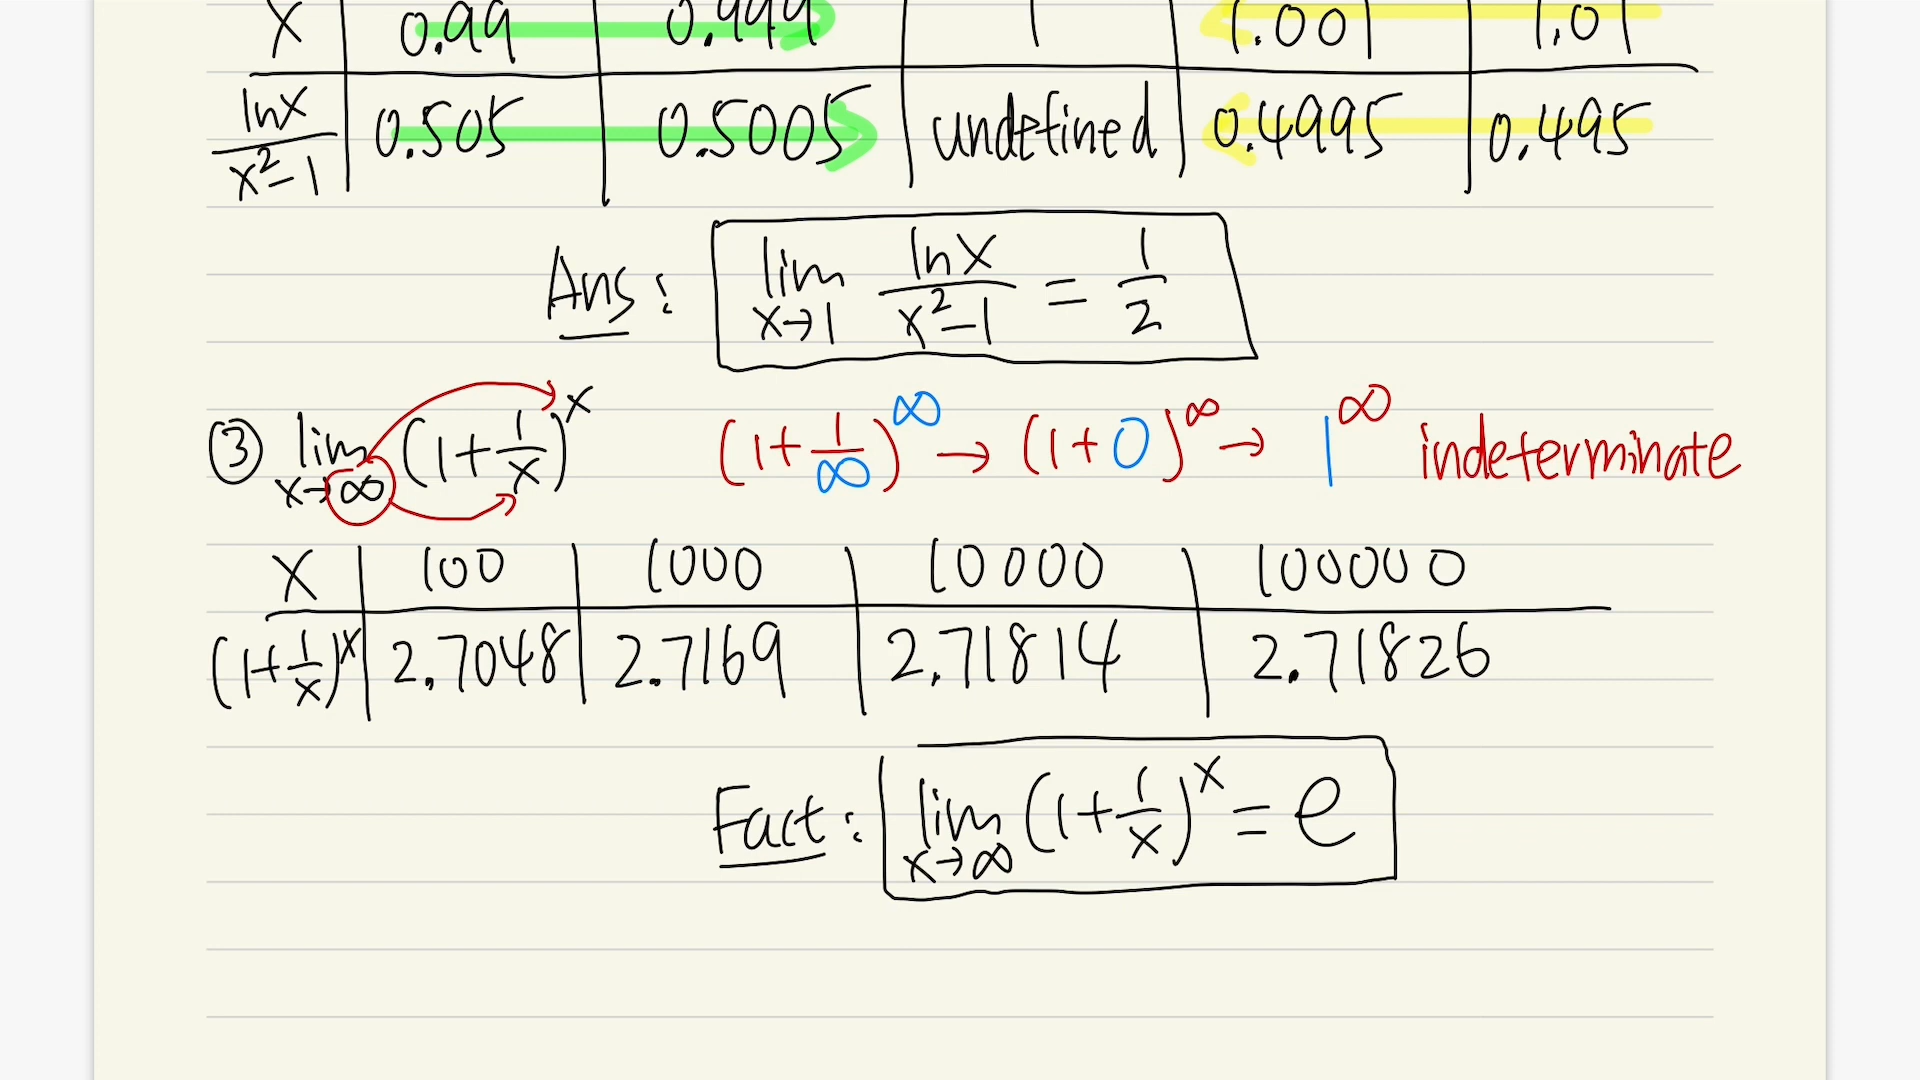 x | 0.99 | 0.999 | 1 | 1.001 | 1.01
lnx/(x²-1) | 0.505 | 0.5005 | undefined | 0.4995 | 0.495
Ans: lim x→1 lnx/(x²-1) = 1/2
③ lim x→∞ (1+1/x)^x (1+1/∞)^∞ → (1+0)^∞ → 1^∞ indeterminate
x | 100 | 1000 | 10000 | 100000
(1+1/x)^x | 2.7048 | 2.7169 | 2.71814 | 2.71826
Fact: lim x→∞ (1+1/x)^x = e